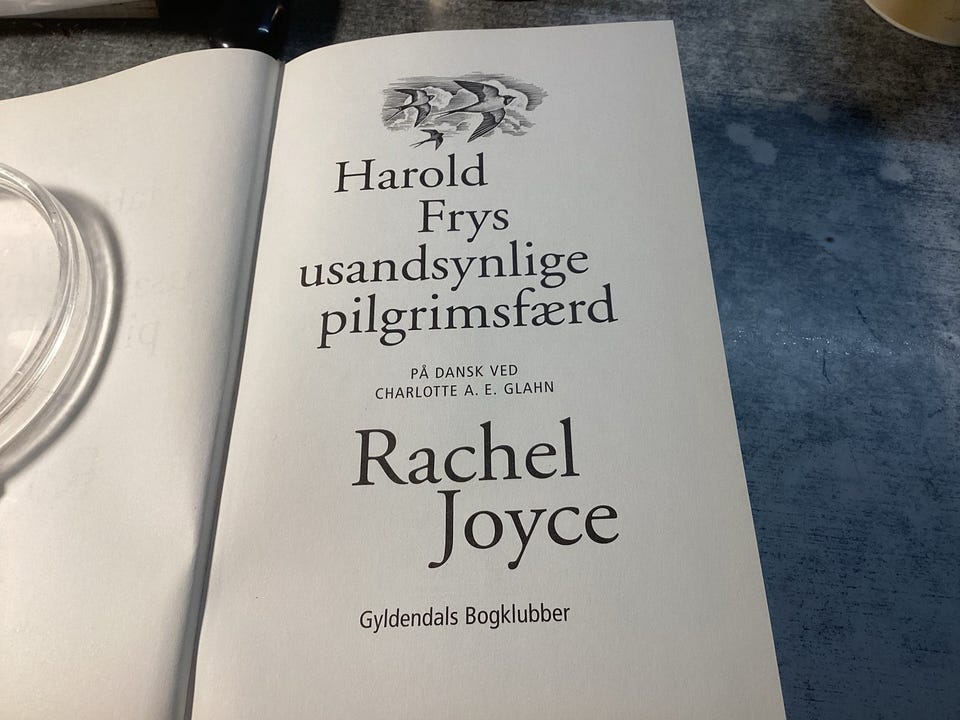 Harold
Frys
usandsynlige
pilgrimsfærd
PÅ DANSK VED
CHARLOTTE A. E. GLAHN
Rachel
Joyce
Gyldendals Bogklubber